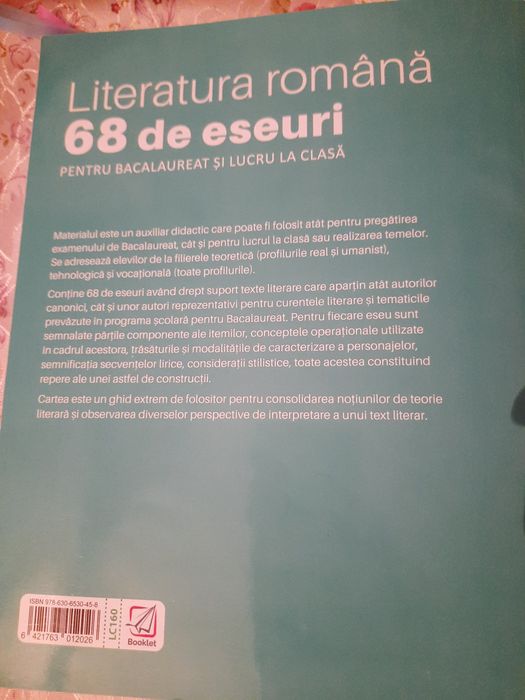 Literatura română
68 de eseuri
PENTRU BACALAUREAT ȘI LUCRU LA CLASĂ
Materialul este un auxiliar didactic care poate fi folosit atât pentru pregătirea
examenului de Bacalaureat, cât și pentru lucrul la clasă sau realizarea temelor.
Se adresează elevilor de la filierele teoretică (profilurile real și umanist),
tehnologică și vocațională (toate profilurile).
Conține 68 de eseuri având drept suport texte literare care aparțin atât autorilor
canonici, cât și unor autori reprezentativi pentru curentele literare și tematicile
prevăzute în programa școlară pentru Bacalaureat. Pentru fiecare eseu sunt
semnalate părțile componente ale itemilor, conceptele operaționale utilizate
în cadrul acestora, trăsăturile și modalitățile de caracterizare a personajelor,
semnificația secvențelor lirice, considerații stilistice, toate acestea constituind
repere ale unei astfel de construcții.
Cartea este un ghid extrem de folositor pentru consolidarea noțiunilor de teorie
literară și observarea diverselor perspective de interpretare a unui text literar.
ISBN 978-630-6530-45-8
6 421763 012026
LC160
Booklet